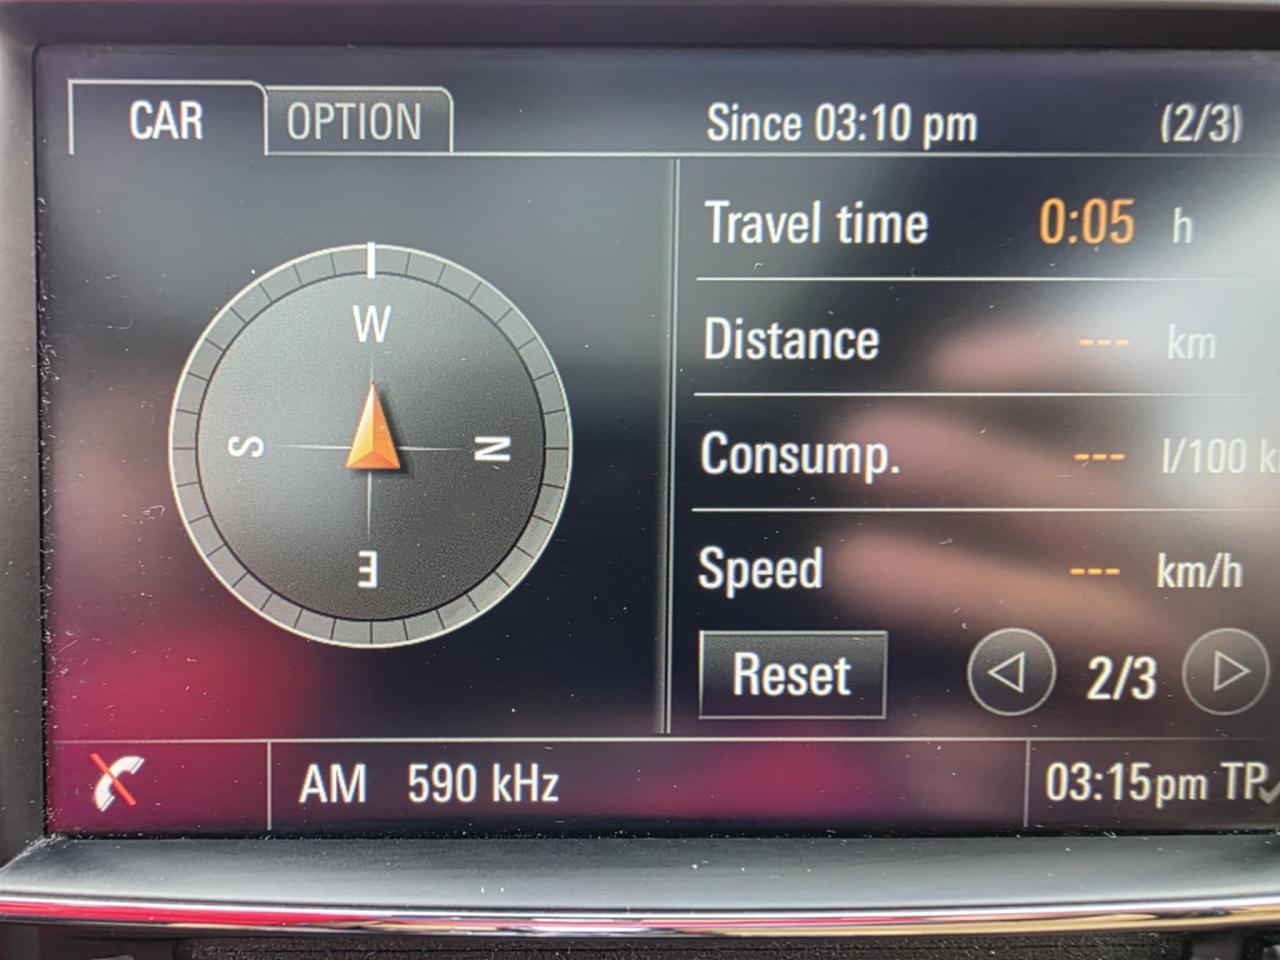 CAR OPTION Since 03:10 pm (2/3)
Travel time 0:05 h
W
Distance --- km
S N
Consump. --- l/100
E
Speed --- km/h
Reset 2/3
AM 590 kHz 03:15pm TP